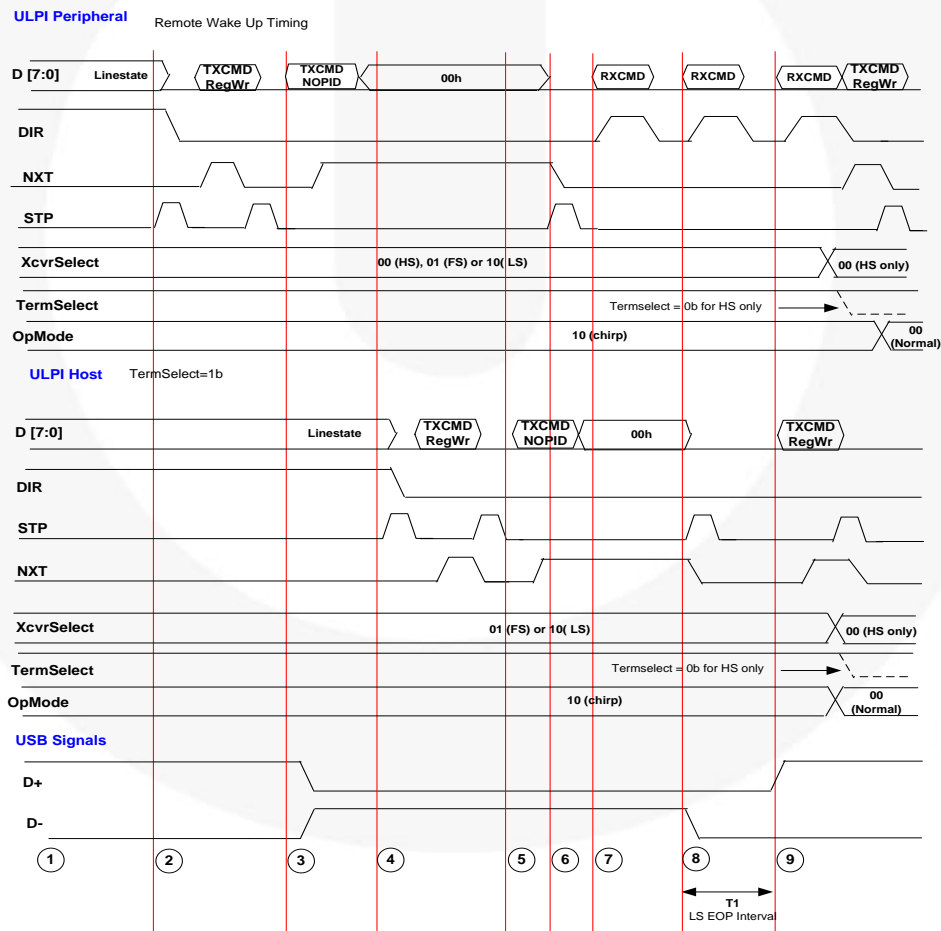 ULPI Peripheral
Remote Wake Up Timing
D [7:0]
Linestate
TXCMD
RegWr
TXCMD
NOPID
00h
RXCMD
RXCMD
RXCMD
TXCMD
RegWr
DIR
NXT
STP
XcvrSelect
00 (HS), 01 (FS) or 10( LS)
00 (HS only)
TermSelect
Termselect = 0b for HS only
OpMode
10 (chirp)
00
(Normal)
ULPI Host
TermSelect=1b
D [7:0]
Linestate
TXCMD
RegWr
TXCMD
NOPID
00h
TXCMD
RegWr
DIR
STP
NXT
XcvrSelect
01 (FS) or 10( LS)
00 (HS only)
TermSelect
Termselect = 0b for HS only
OpMode
10 (chirp)
00
(Normal)
USB Signals
D+
D-
1 2 3 4 5 6 7 8 9
T1
LS EOP Interval